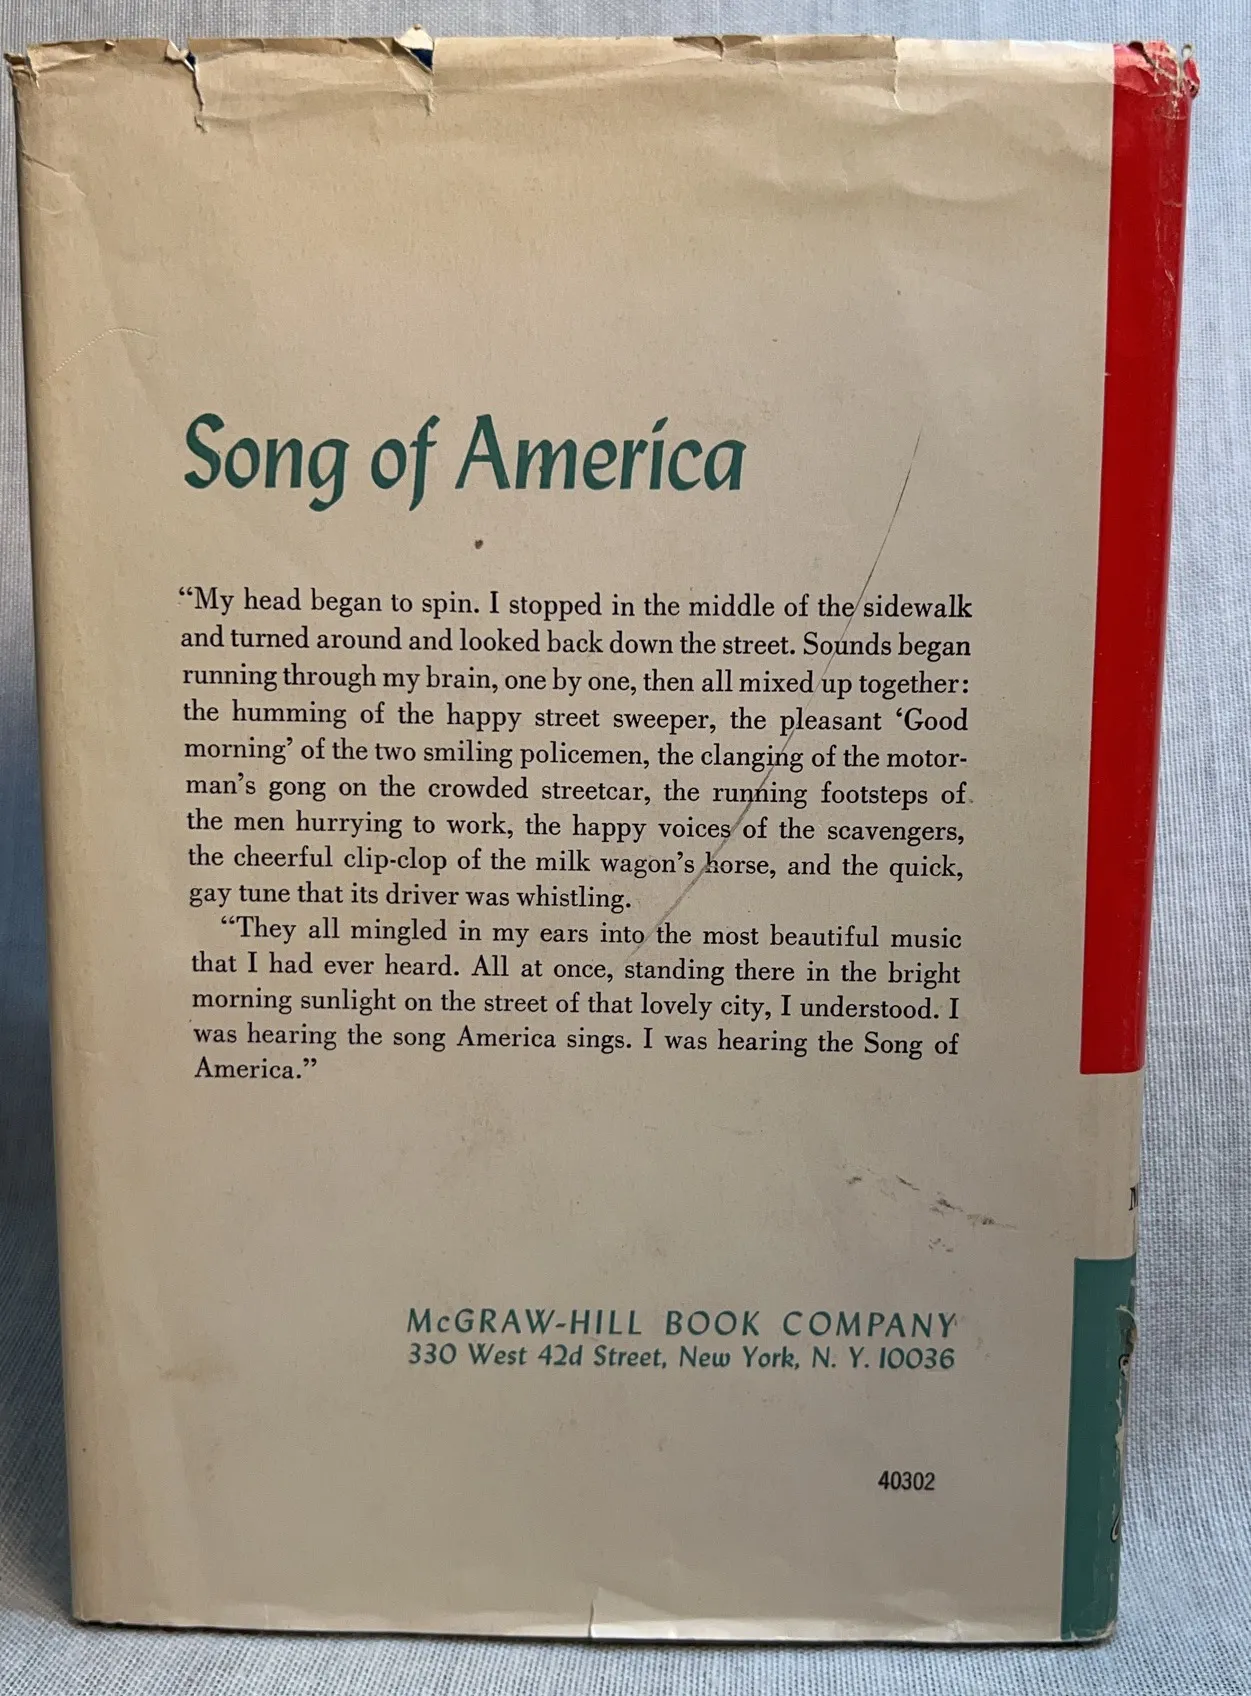 Song of America
“My head began to spin. I stopped in the middle of the sidewalk
and turned around and looked back down the street. Sounds began
running through my brain, one by one, then all mixed up together:
the humming of the happy street sweeper, the pleasant ‘Good
morning’ of the two smiling policemen, the clanging of the motor-
man’s gong on the crowded streetcar, the running footsteps of
the men hurrying to work, the happy voices of the scavengers,
the cheerful clip-clop of the milk wagon’s horse, and the quick,
gay tune that its driver was whistling.
“They all mingled in my ears into the most beautiful music
that I had ever heard. All at once, standing there in the bright
morning sunlight on the street of that lovely city, I understood. I
was hearing the song America sings. I was hearing the Song of
America.”
McGRAW-HILL BOOK COMPANY
330 West 42d Street, New York, N. Y. 10036
40302